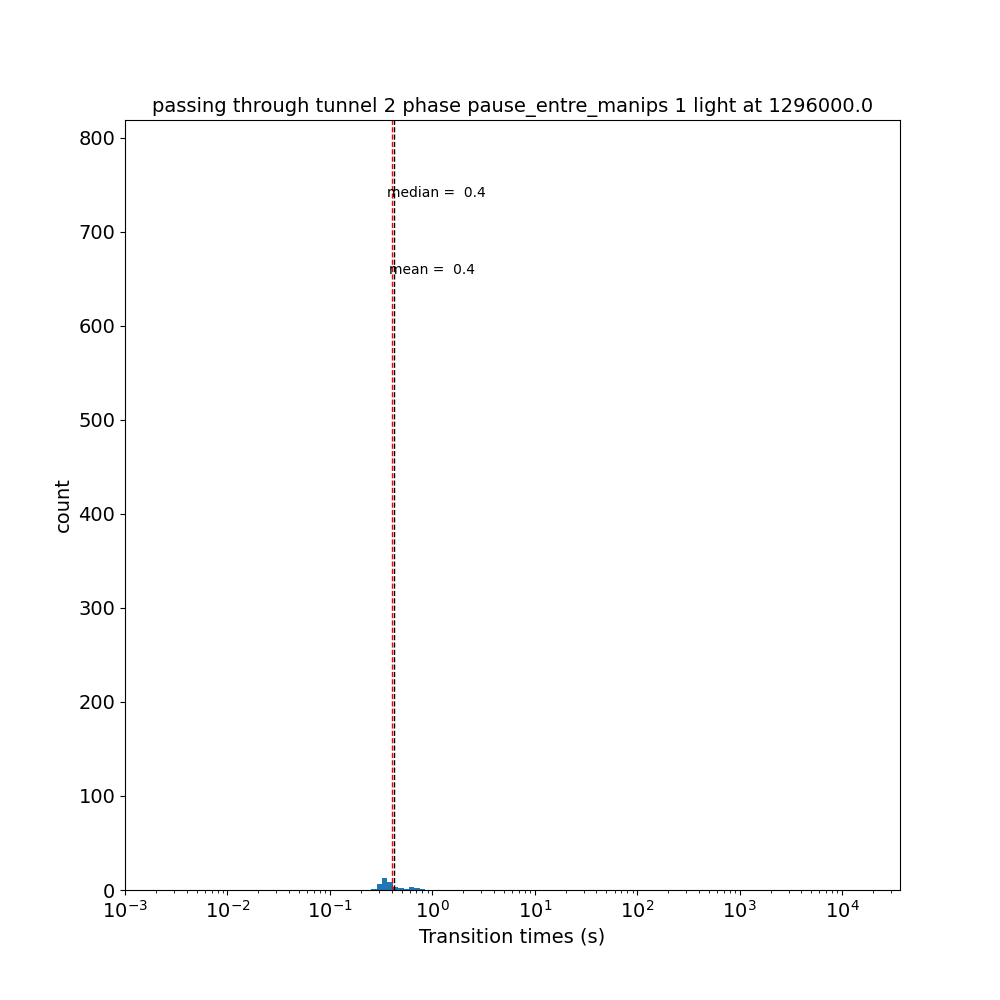 passing through tunnel 2 phase pause_entre_manips 1 light at 1296000.0
800
median =  0.4
700
mean =  0.4
600
500
count
400
300
200
100
0
10⁻³ 10⁻² 10⁻¹ 10⁰ 10¹ 10² 10³ 10⁴
Transition times (s)